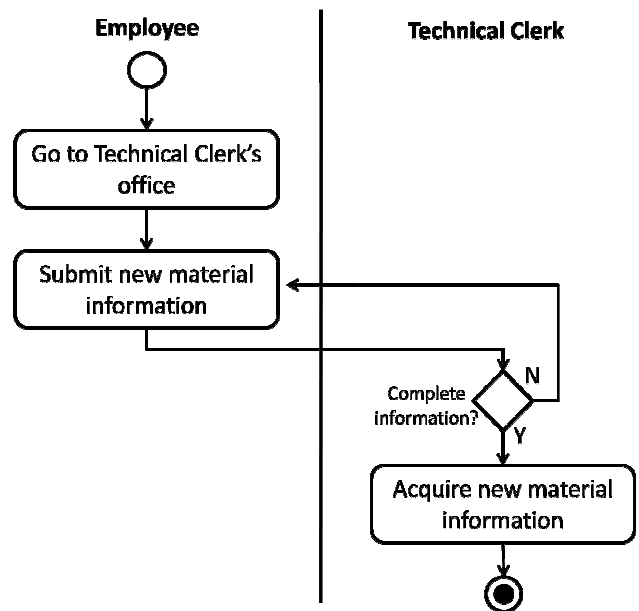 Employee
Technical Clerk
Go to Technical Clerk's
office
Submit new material
information
Complete
information?
N
Y
Acquire new material
information